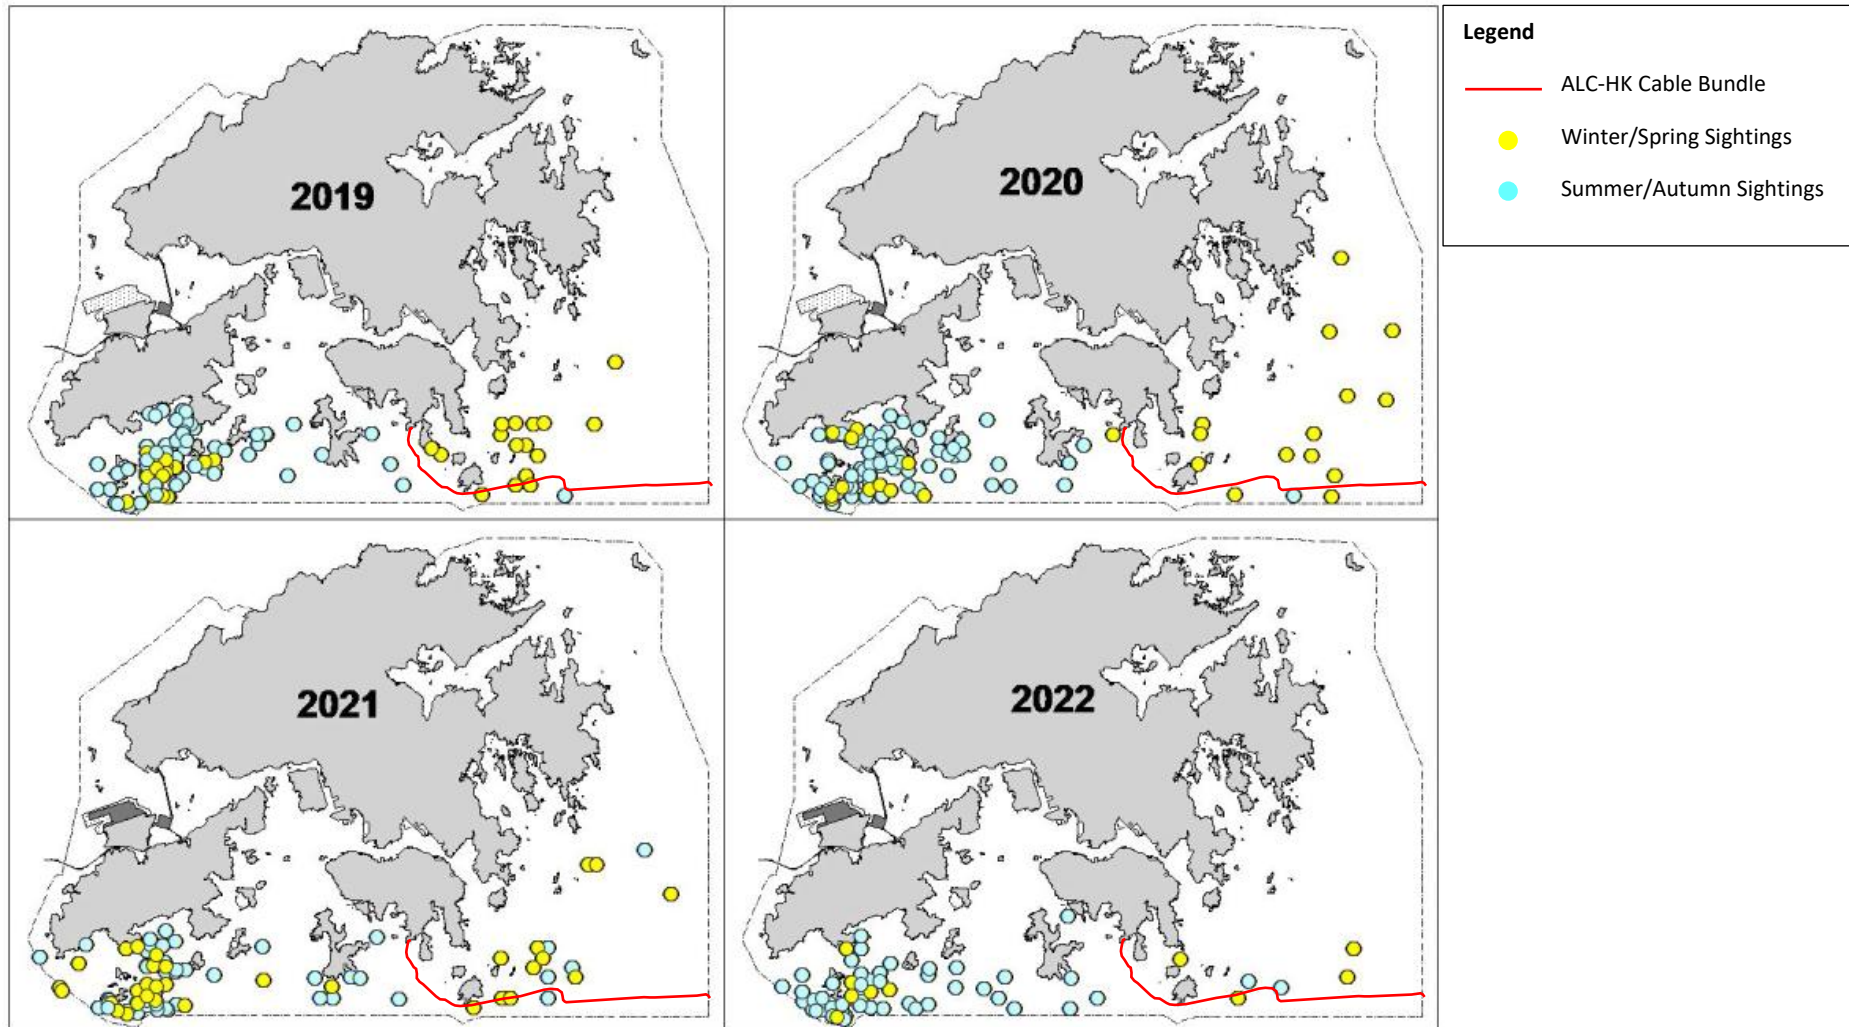 2019
2020
Legend
ALC-HK Cable Bundle
Winter/Spring Sightings
Summer/Autumn Sightings
2021
2022